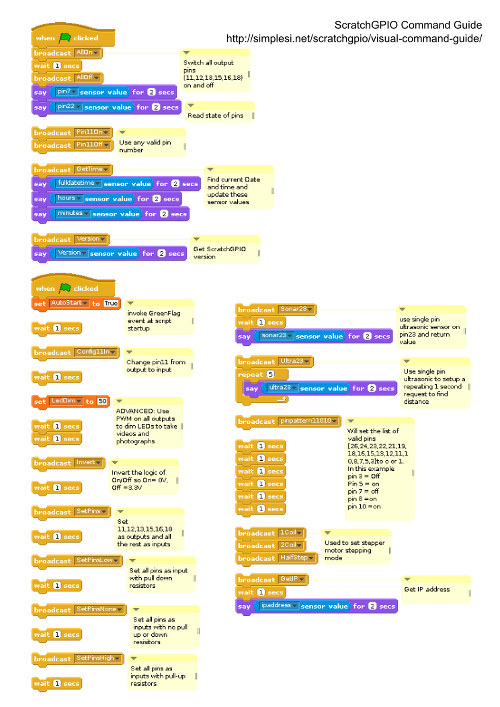 ScratchGPIO Command Guide
http://simplesi.net/scratchgpio/visual-command-guide/
when clicked
broadcast AllOn
wait 1 secs
broadcast AllOff
say pin7 sensor value for 2 secs
say pin22 sensor value for 2 secs
Switch all output
pins
(11,12,13,15,16,18)
on and off
Read state of pins
broadcast Pin11On
broadcast Pin11Off
Use any valid pin
number
broadcast GetTime
say fulldatetime sensor value for 2 secs
say hours sensor value for 2 secs
say minutes sensor value for 2 secs
Find current Date
and time and
update these
sensor values
broadcast Version
say Version sensor value for 2 secs
Get ScratchGPIO
version
when clicked
set AutoStart to True
wait 1 secs
invoke GreenFlag
event at script
startup
broadcast Config11In
wait 1 secs
Change pin11 from
output to input
set LedDim to 50
wait 1 secs
wait 1 secs
ADVANCED: Use
PWM on all outputs
to dim LEDs to take
videos and
photographs
broadcast Invert
wait 1 secs
Invert the logic of
On/Off so On= 0V,
Off =3.3V
broadcast SetPins
wait 1 secs
Set
11,12,13,15,16,18
as outputs and all
the rest as inputs
broadcast SetPinsLow
wait 1 secs
Set all pins as input
with pull down
resistors
broadcast SetPinsNone
wait 1 secs
Set all pins as
inputs with no pull
up or down
resistors
broadcast SetPinsHigh
wait 1 secs
Set all pins as
inputs with pull-up
resistors
broadcast Sonar23
wait 1 secs
say sonar23 sensor value for 2 secs
use single pin
ultrasonic sensor on
pin23 and return
value
broadcast Ultra23
repeat 5
say ultra23 sensor value for 2 secs
Use single pin
ultrasonic to setup a
repeating 1 second
request to find
distance
broadcast pinpattern11010
wait 1 secs
wait 1 secs
wait 1 secs
wait 1 secs
wait 1 secs
wait 1 secs
Will set the list of
valid pins
[26,24,23,22,21,19,
18,16,15,13,12,11,1
0,8,7,5,3]to o or 1.
In this example
pin 3 = Off
Pin 5 = on
pin 7 = off
pin 8 =on
pin 10 =on
broadcast 1Coil
broadcast 2Coil
broadcast HalfStep
Used to set stepper
motor stepping
mode
broadcast GetIP
wait 1 secs
say ipaddress sensor value for 2 secs
Get IP address